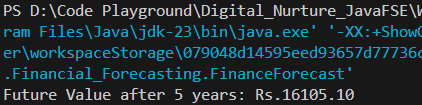 PS D:\Code Playground\Digital_Nurture_JavaFSE\W
ram Files\Java\jdk-23\bin\java.exe' '-XX:+ShowC
er\workspaceStorage\079048d14595eed93657d77736c
.Financial_Forecasting.FinanceForecast'
Future Value after 5 years: Rs.16105.10